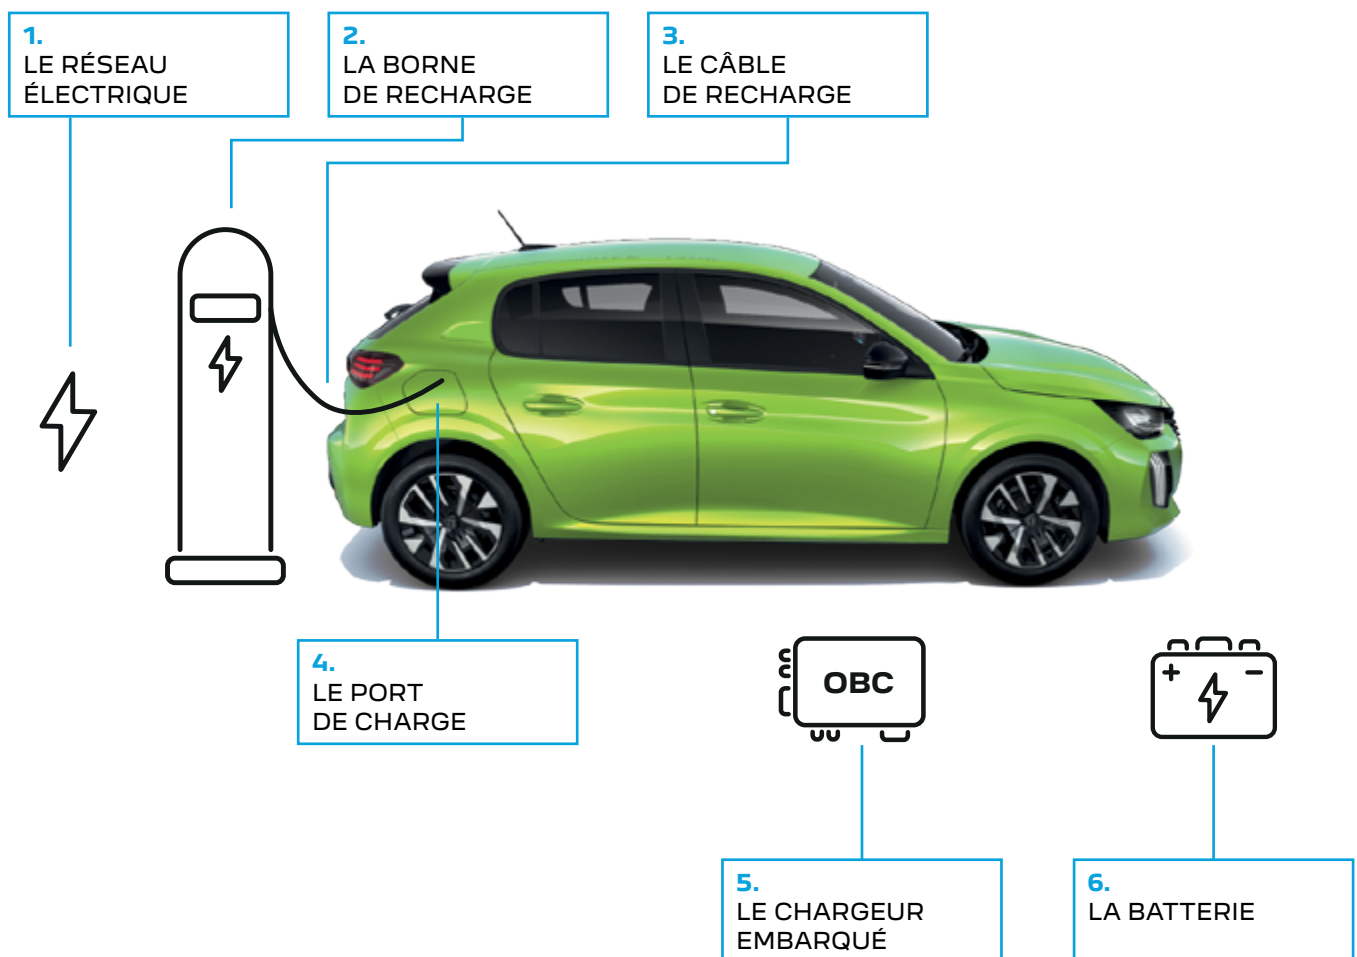 1.
LE RÉSEAU
ÉLECTRIQUE
2.
LA BORNE
DE RECHARGE
3.
LE CÂBLE
DE RECHARGE
4.
LE PORT
DE CHARGE
OBC
+ −
5.
LE CHARGEUR
EMBARQUÉ
6.
LA BATTERIE